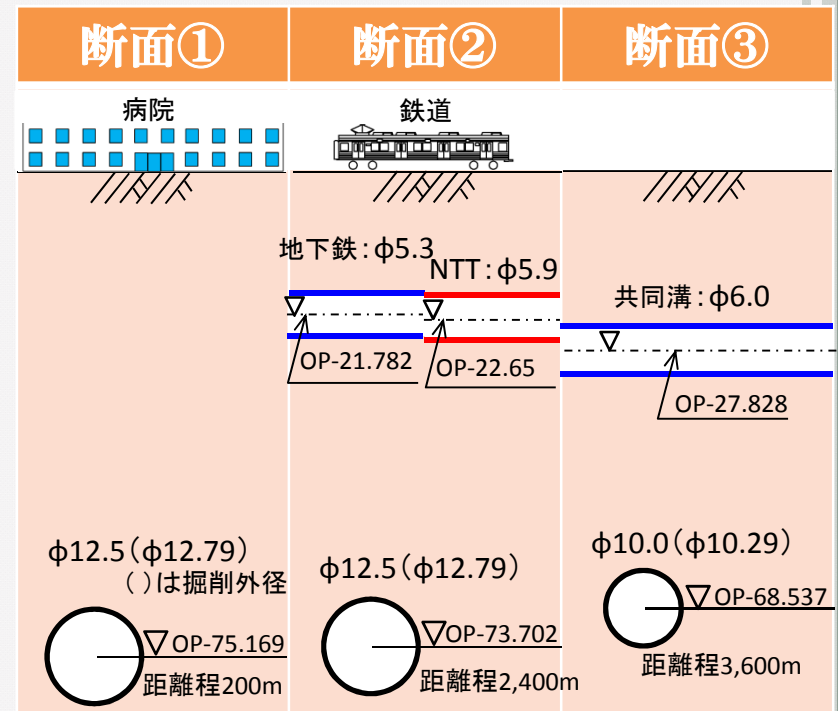 断面①
断面②
断面③
病院
鉄道
地下鉄：φ5.3
NTT：φ5.9
共同溝：φ6.0
OP-21.782
OP-22.65
OP-27.828
φ12.5（φ12.79）
（ ）は掘削外径
OP-75.169
距離程200m
φ12.5（φ12.79）
OP-73.702
距離程2,400m
φ10.0（φ10.29）
OP-68.537
距離程3,600m